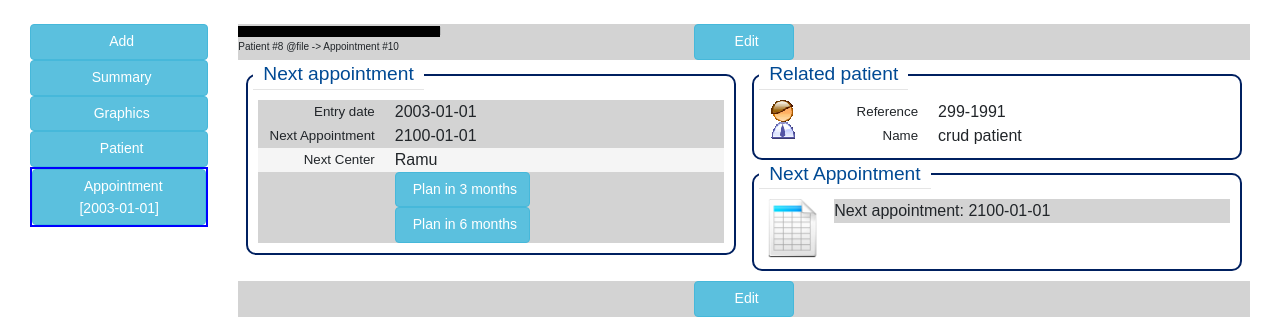 Add
Summary
Graphics
Patient
Appointment
[2003-01-01]
Patient #8 @file -> Appointment #10
Edit
Next appointment
Entry date 2003-01-01
Next Appointment 2100-01-01
Next Center Ramu
Plan in 3 months
Plan in 6 months
Related patient
Reference 299-1991
Name crud patient
Next Appointment
Next appointment: 2100-01-01
Edit